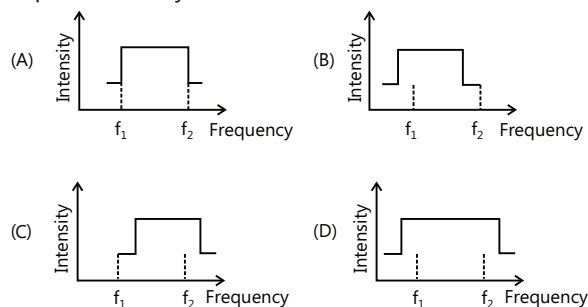 (A) Intensity f₁ f₂ Frequency
(B) Intensity f₁ f₂ Frequency
(C) Intensity f₁ f₂ Frequency
(D) Intensity f₁ f₂ Frequency